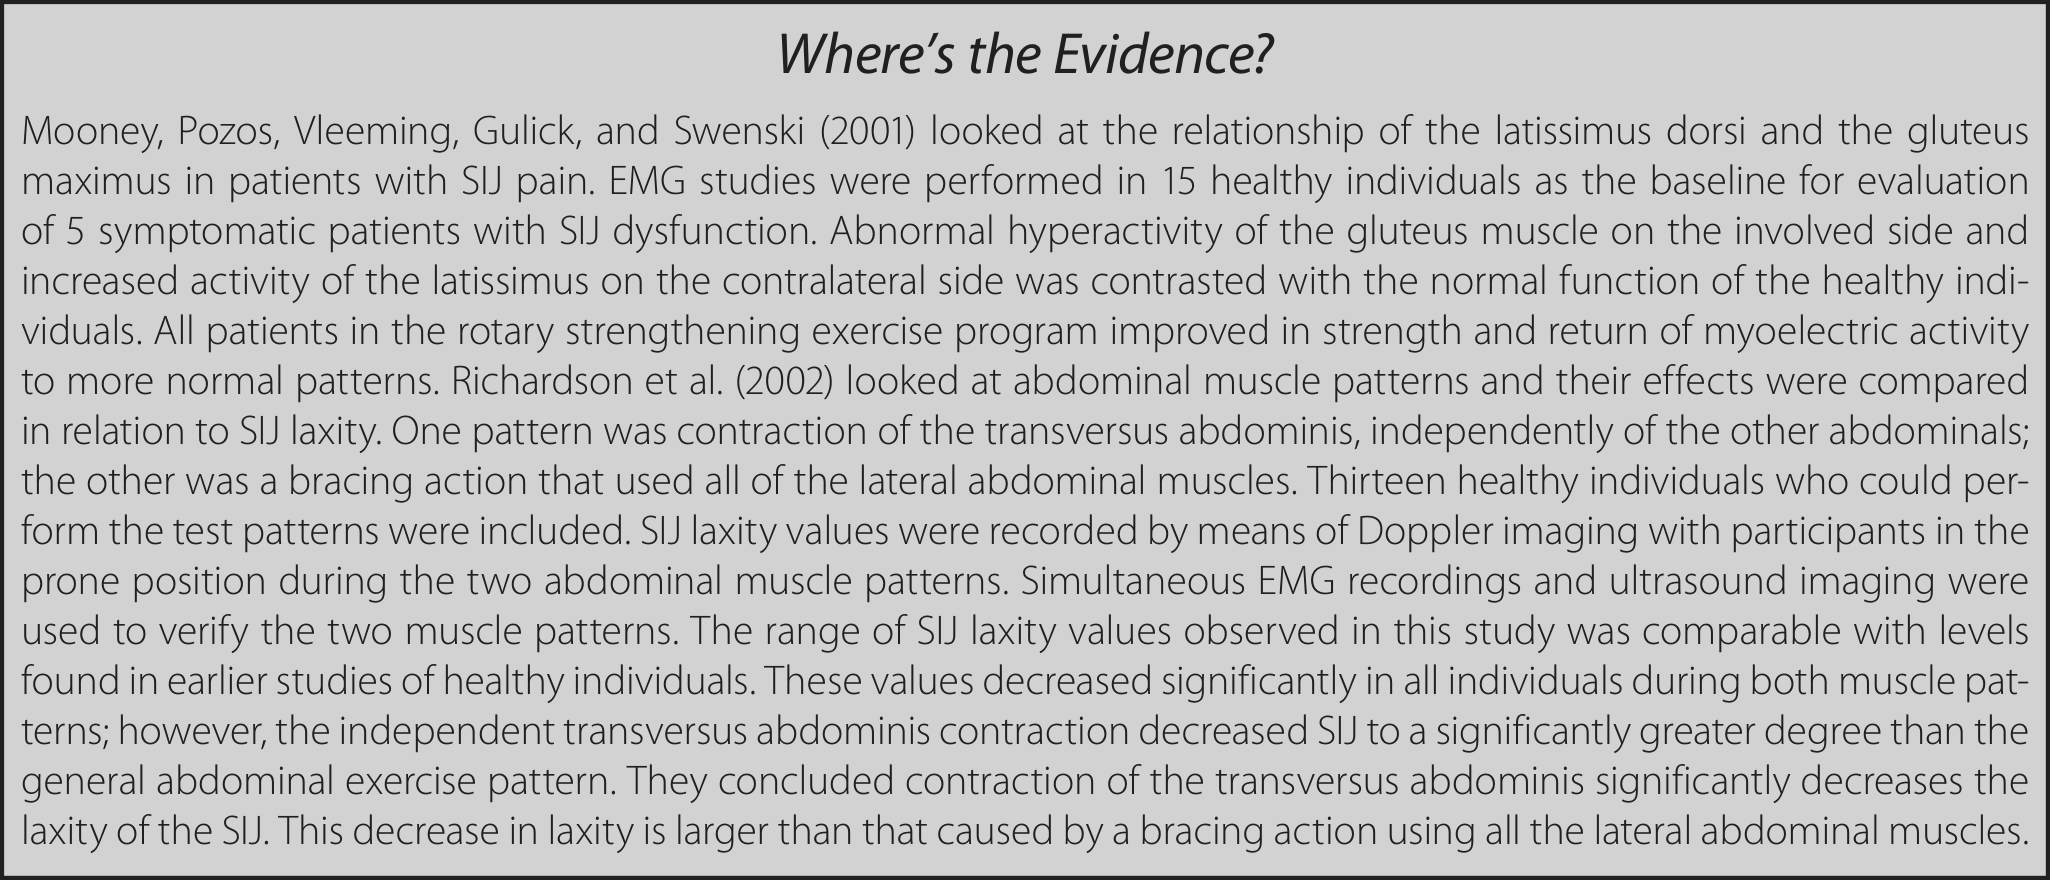 Where’s the Evidence?
Mooney, Pozos, Vleeming, Gulick, and Swenski (2001) looked at the relationship of the latissimus dorsi and the gluteus
maximus in patients with SIJ pain. EMG studies were performed in 15 healthy individuals as the baseline for evaluation
of 5 symptomatic patients with SIJ dysfunction. Abnormal hyperactivity of the gluteus muscle on the involved side and
increased activity of the latissimus on the contralateral side was contrasted with the normal function of the healthy indi-
viduals. All patients in the rotary strengthening exercise program improved in strength and return of myoelectric activity
to more normal patterns. Richardson et al. (2002) looked at abdominal muscle patterns and their effects were compared
in relation to SIJ laxity. One pattern was contraction of the transversus abdominis, independently of the other abdominals;
the other was a bracing action that used all of the lateral abdominal muscles. Thirteen healthy individuals who could per-
form the test patterns were included. SIJ laxity values were recorded by means of Doppler imaging with participants in the
prone position during the two abdominal muscle patterns. Simultaneous EMG recordings and ultrasound imaging were
used to verify the two muscle patterns. The range of SIJ laxity values observed in this study was comparable with levels
found in earlier studies of healthy individuals. These values decreased significantly in all individuals during both muscle pat-
terns; however, the independent transversus abdominis contraction decreased SIJ to a significantly greater degree than the
general abdominal exercise pattern. They concluded contraction of the transversus abdominis significantly decreases the
laxity of the SIJ. This decrease in laxity is larger than that caused by a bracing action using all the lateral abdominal muscles.